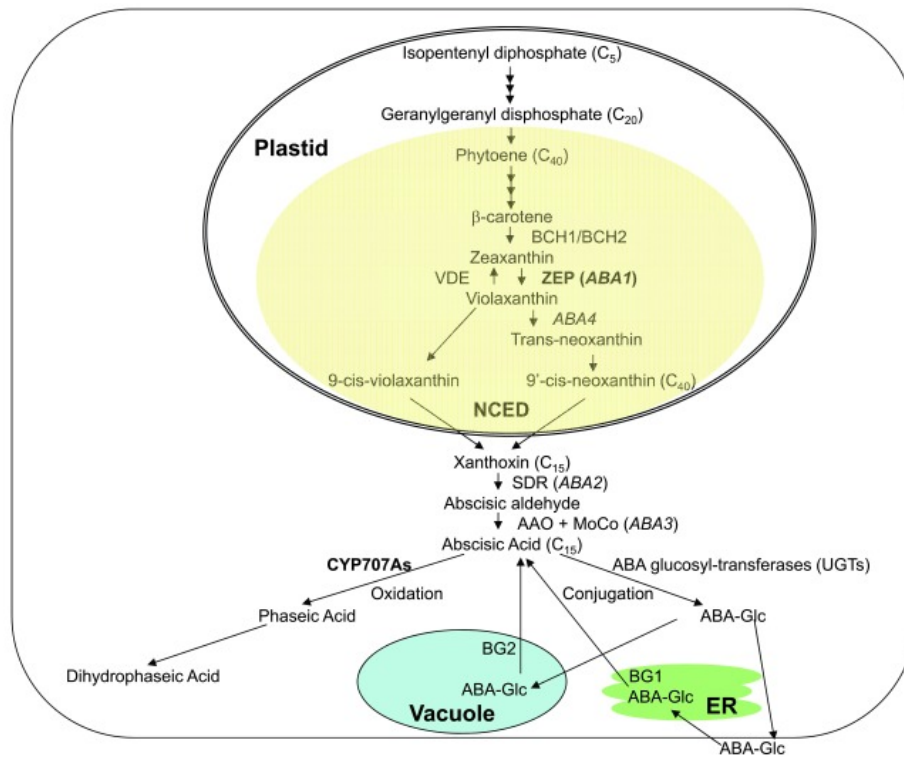 Isopentenyl diphosphate (C₅)
Geranylgeranyl disphosphate (C₂₀)
Plastid
Phytoene (C₄₀)
β-carotene
BCH1/BCH2
Zeaxanthin
VDE
ZEP (ABA1)
Violaxanthin
ABA4
Trans-neoxanthin
9-cis-violaxanthin
9'-cis-neoxanthin (C₄₀)
NCED
Xanthoxin (C₁₅)
SDR (ABA2)
Abscisic aldehyde
AAO + MoCo (ABA3)
Abscisic Acid (C₁₅)
CYP707As
ABA glucosyl-transferases (UGTs)
Oxidation
Conjugation
Phaseic Acid
ABA-Glc
Dihydrophaseic Acid
BG2
ABA-Glc
Vacuole
BG1
ABA-Glc
ER
ABA-Glc